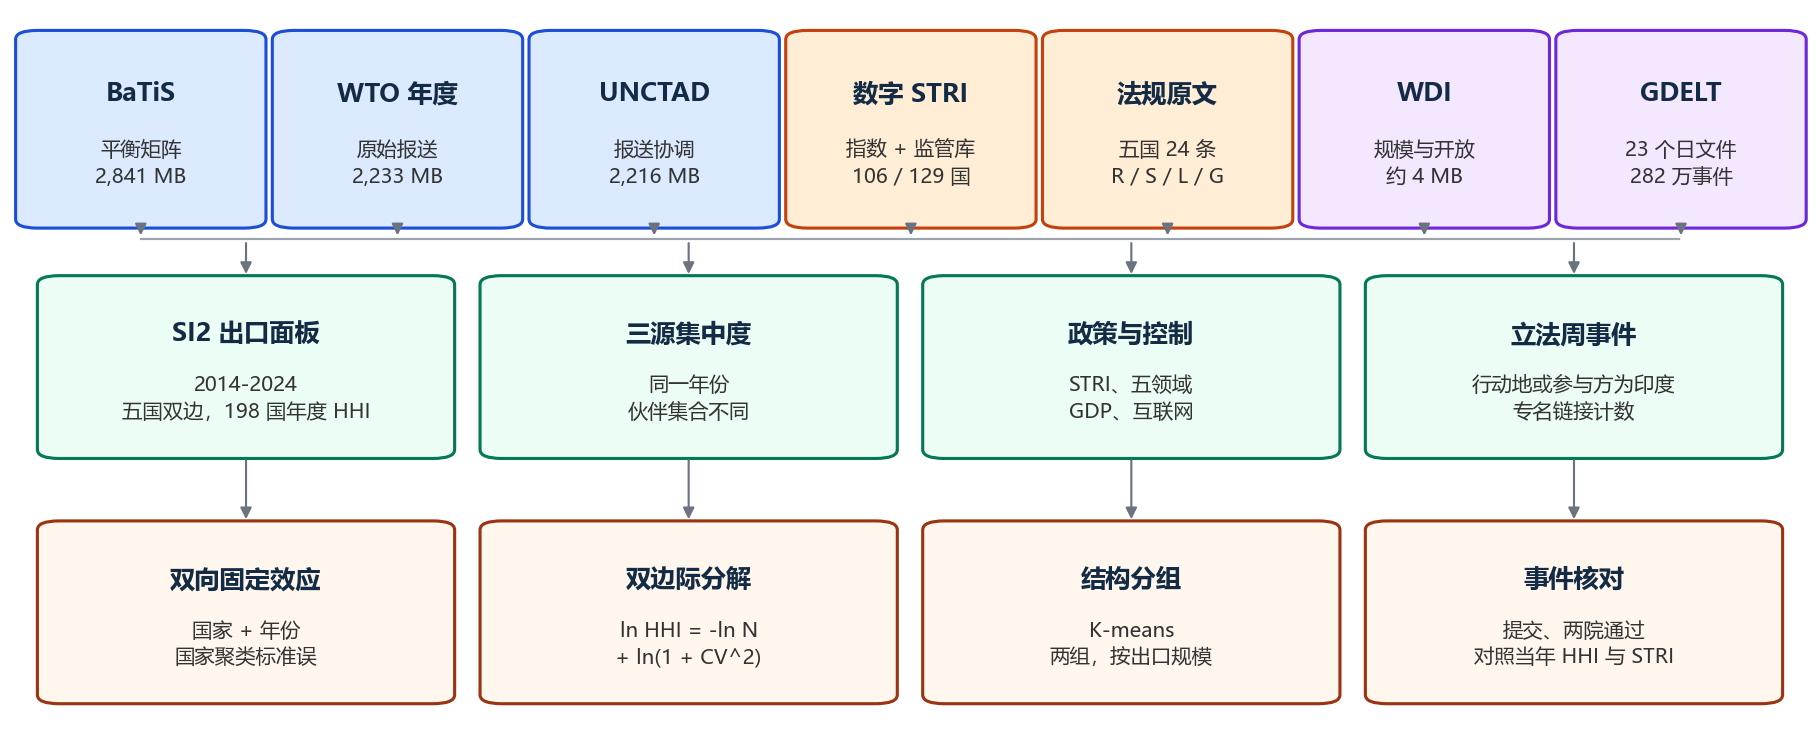 BaTiS
平衡矩阵
2,841 MB
WTO 年度
原始报送
2,233 MB
UNCTAD
报送协调
2,216 MB
数字 STRI
指数 + 监管库
106 / 129 国
法规原文
五国 24 条
R / S / L / G
WDI
规模与开放
约 4 MB
GDELT
23 个日文件
282 万事件
SI2 出口面板
2014-2024
五国双边，198 国年度 HHI
三源集中度
同一年份
伙伴集合不同
政策与控制
STRI、五领域
GDP、互联网
立法周事件
行动地或参与方为印度
专名链接计数
双向固定效应
国家 + 年份
国家聚类标准误
双边际分解
ln HHI = -ln N
+ ln(1 + CV^2)
结构分组
K-means
两组，按出口规模
事件核对
提交、两院通过
对照当年 HHI 与 STRI